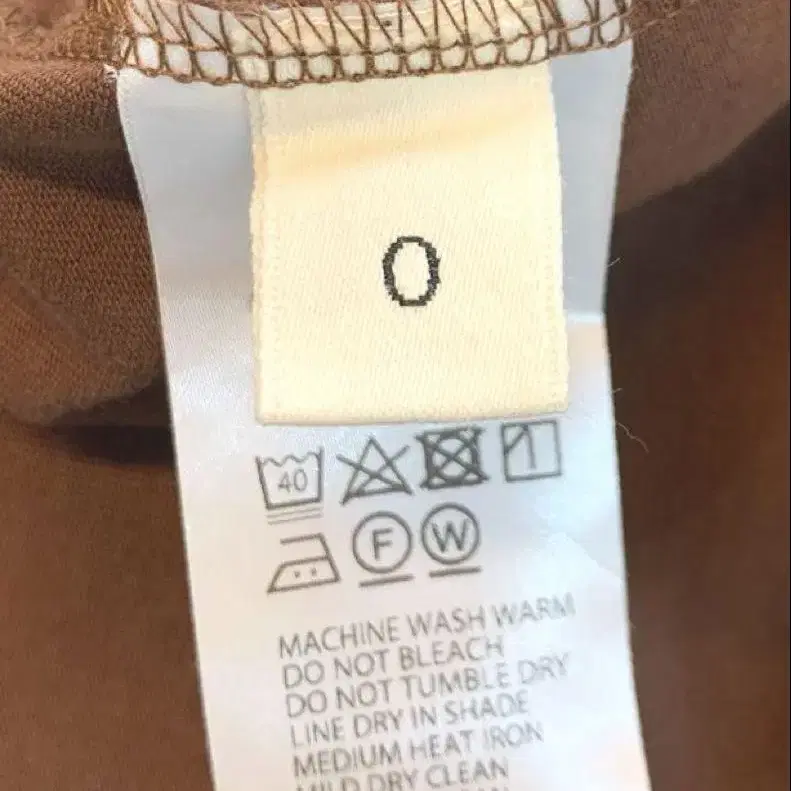 0
40
F W
MACHINE WASH WARM
DO NOT BLEACH
DO NOT TUMBLE DRY
LINE DRY IN SHADE
MEDIUM HEAT IRON
MILD DRY CLEAN